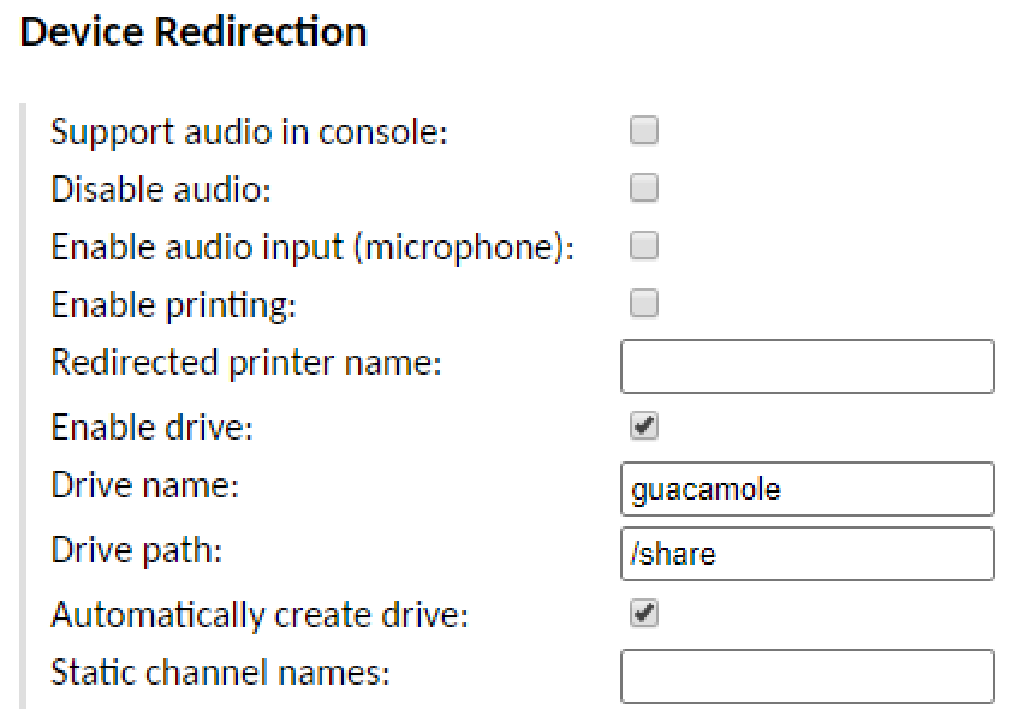 Device Redirection
Support audio in console:
Disable audio:
Enable audio input (microphone):
Enable printing:
Redirected printer name:
Enable drive:
Drive name: guacamole
Drive path: /share
Automatically create drive:
Static channel names: